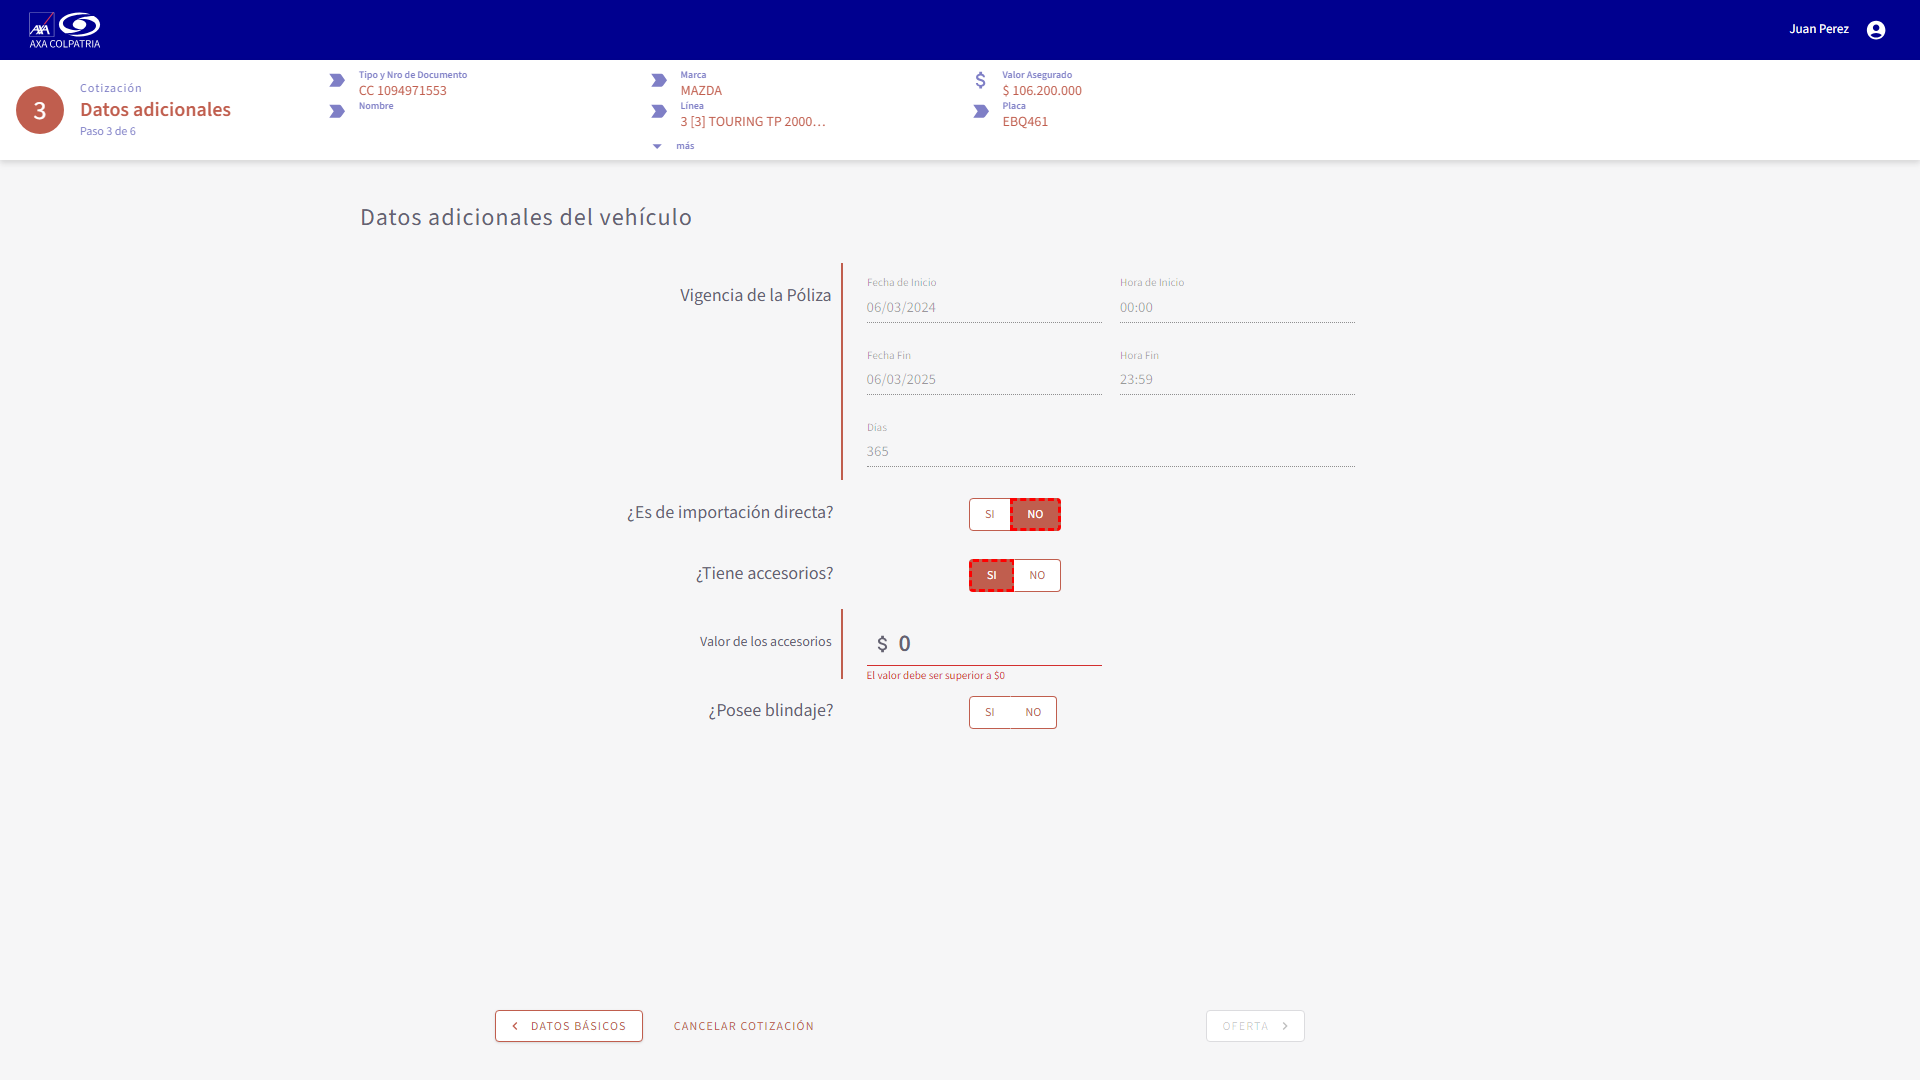 AXA
AXA COLPATRIA
Juan Perez
3
Cotización
Datos adicionales
Paso 3 de 6
Tipo y Nro de Documento
CC 1094971553
Nombre
Marca
MAZDA
Línea
3 [3] TOURING TP 2000...
más
Valor Asegurado
$ 106.200.000
Placa
EBQ461
Datos adicionales del vehículo
Vigencia de la Póliza
Fecha de Inicio
06/03/2024
Hora de Inicio
00:00
Fecha Fin
06/03/2025
Hora Fin
23:59
Días
365
¿Es de importación directa?
SI NO
¿Tiene accesorios?
SI NO
Valor de los accesorios
$ 0
El valor debe ser superior a $0
¿Posee blindaje?
SI NO
DATOS BÁSICOS
CANCELAR COTIZACIÓN
OFERTA